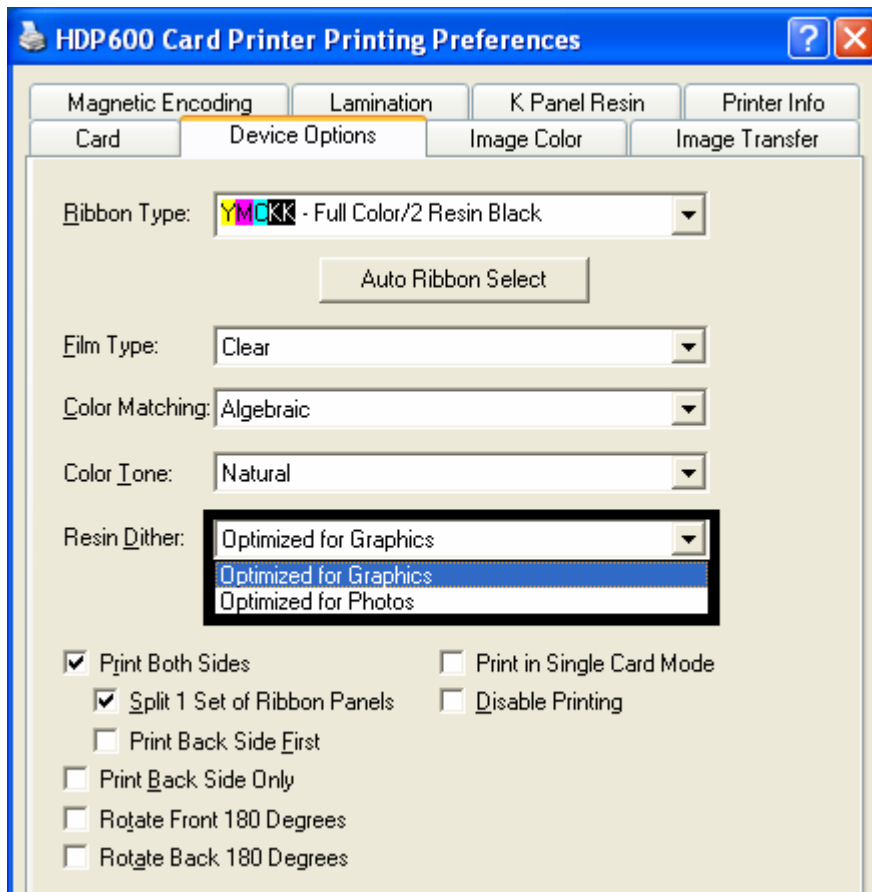 HDP600 Card Printer Printing Preferences
Magnetic Encoding Lamination K Panel Resin Printer Info
Card Device Options Image Color Image Transfer
Ribbon Type: YMCKK - Full Color/2 Resin Black
Auto Ribbon Select
Film Type: Clear
Color Matching: Algebraic
Color Tone: Natural
Resin Dither: Optimized for Graphics
Optimized for Graphics
Optimized for Photos
Print Both Sides Print in Single Card Mode
Split 1 Set of Ribbon Panels Disable Printing
Print Back Side First
Print Back Side Only
Rotate Front 180 Degrees
Rotate Back 180 Degrees